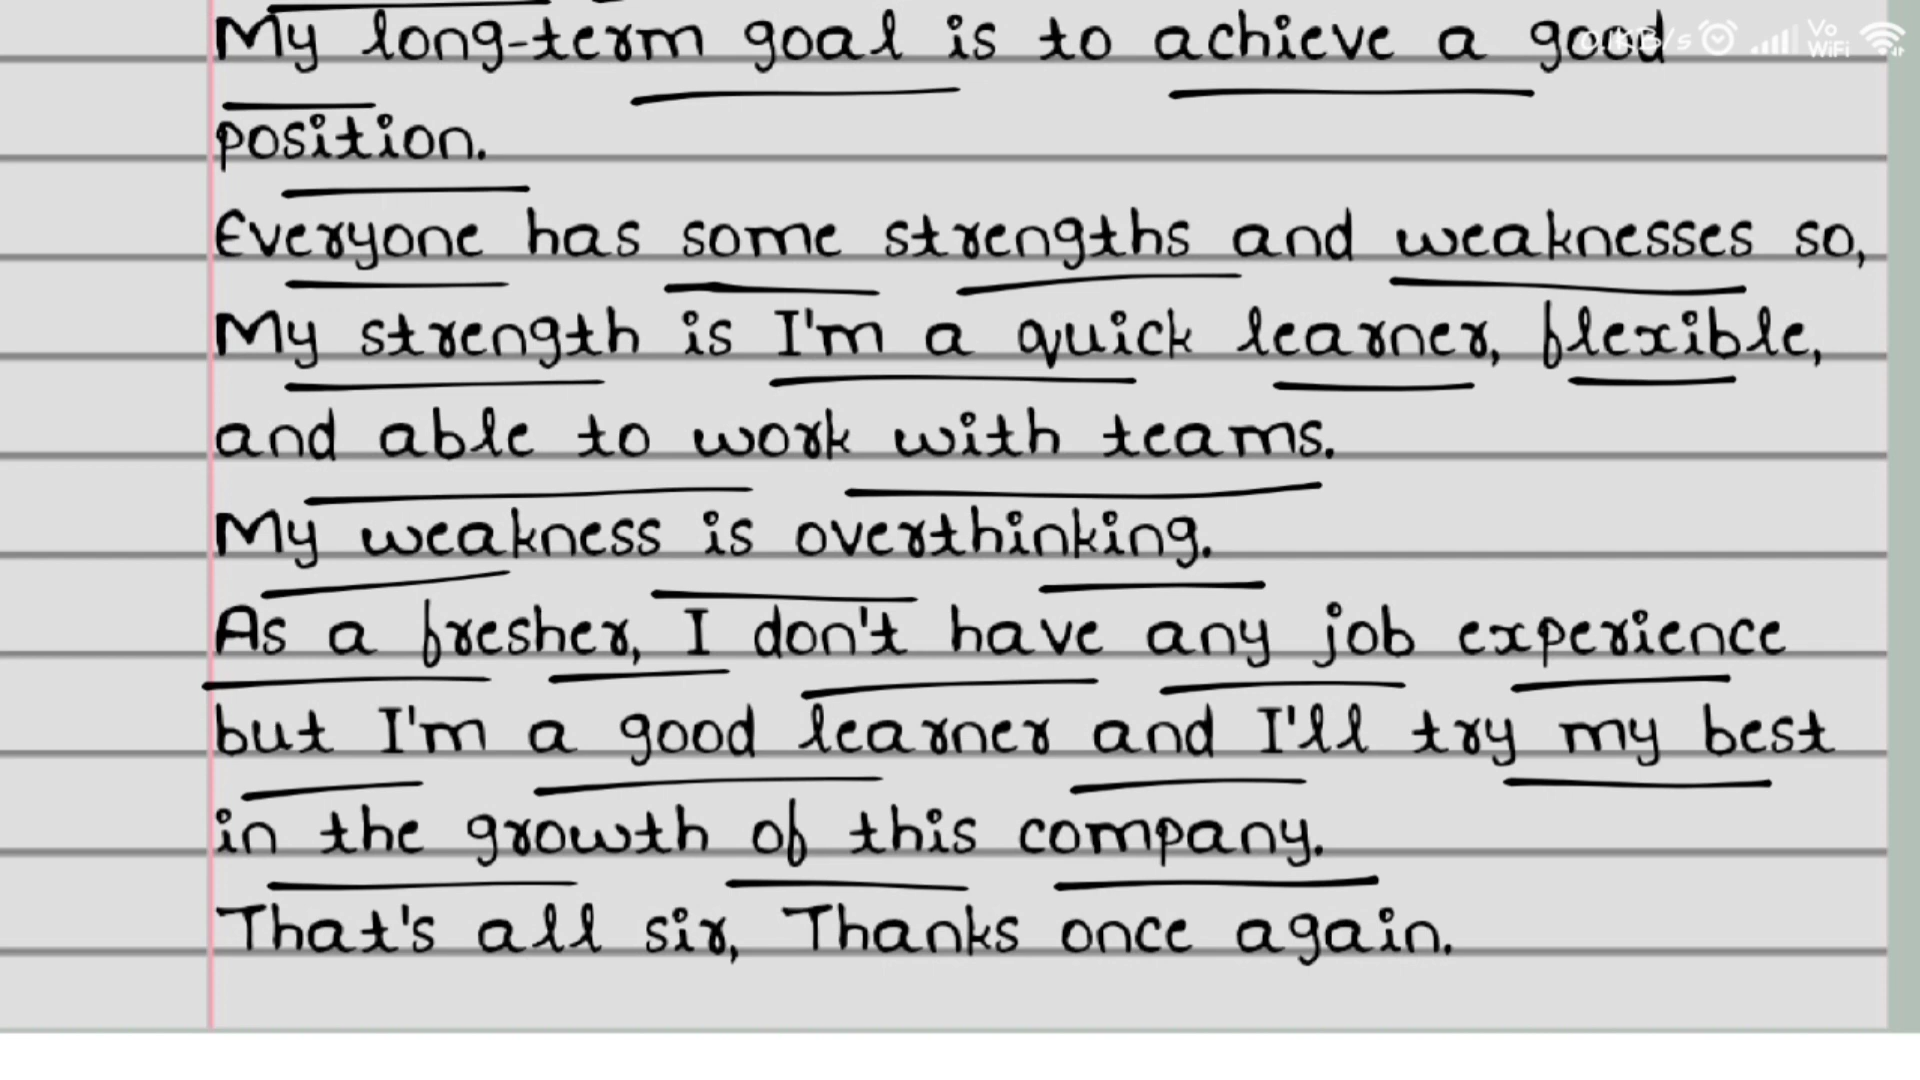 My long-term goal is to achieve a good
position.
Everyone has some strengths and weaknesses so,
My strength is I'm a quick learner, flexible,
and able to work with teams.
My weakness is overthinking.
As a fresher, I don't have any job experience
but I'm a good learner and I'll try my best
in the growth of this company.
That's all sir, Thanks once again.
Vo
WiFi